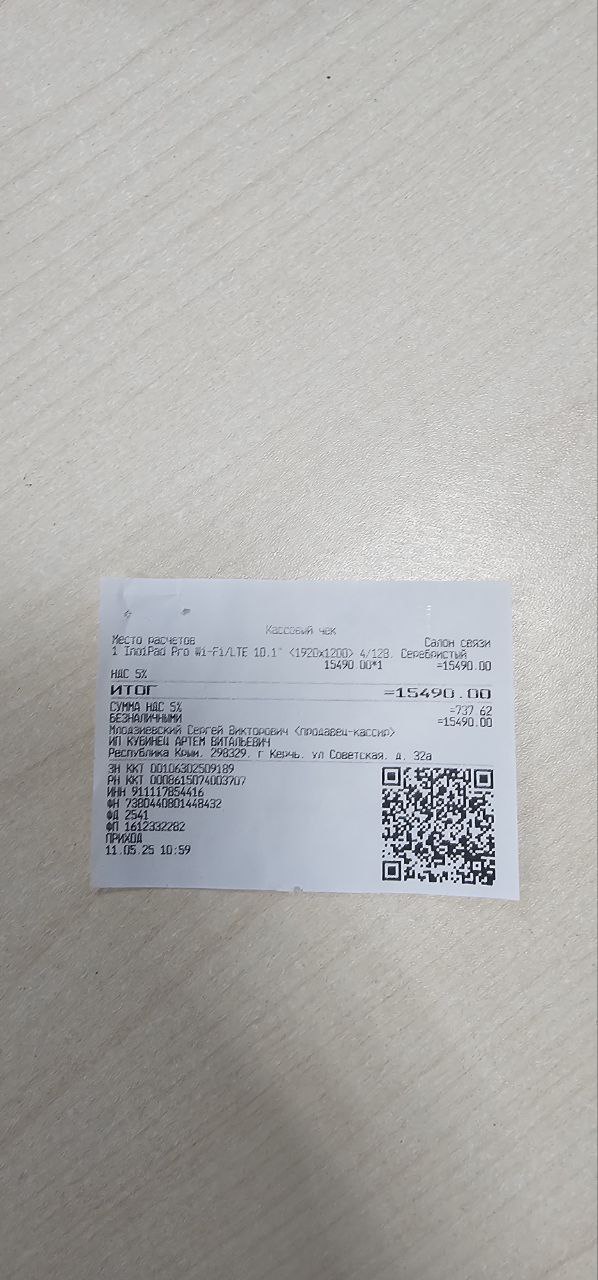 Кассовый чек
Место расчетов Салон связи
1 InoiPad Pro Wi-Fi/LTE 10.1" <1920x1200> 4/128. Серебристый
15490.00*1 =15490.00
НДС 5%
ИТОГ =15490.00
СУММА НДС 5% =737.62
БЕЗНАЛИЧНЫМИ =15490.00
Млодзиевский Сергей Викторович <продавец-кассир>
ИП КУБИНЕЦ АРТЕМ ВИТАЛЬЕВИЧ
Республика Крым, 298329, г Керчь, ул Советская, д. 32а
ЗН ККТ 00106302509189
РН ККТ 0008615074003707
ИНН 911117854416
ФН 7380440801448432
ФД 2541
ФП 1612332282
ПРИХОД
11.05.25 10:59